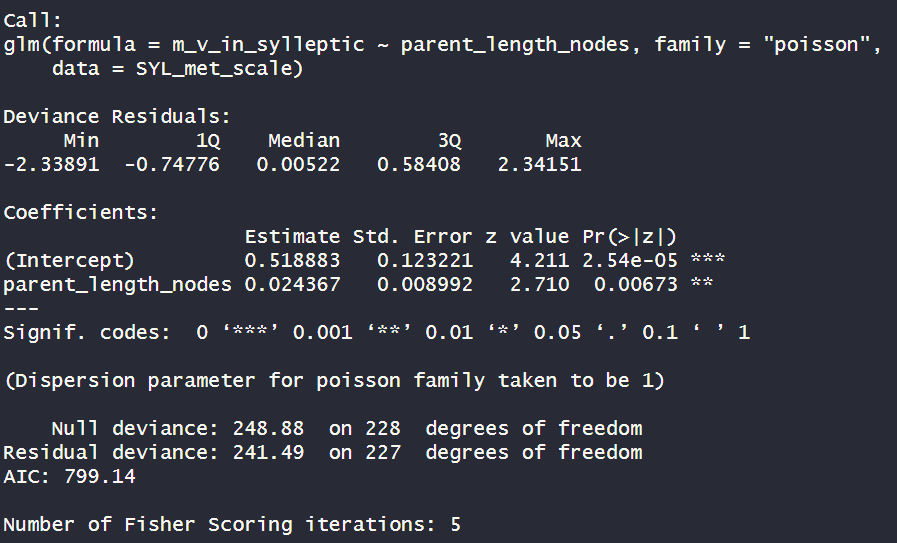 Call:
glm(formula = m_v_in_sylleptic ~ parent_length_nodes, family = "poisson",
    data = SYL_met_scale)

Deviance Residuals:
     Min        1Q    Median        3Q       Max
-2.33891  -0.74776   0.00522   0.58408   2.34151

Coefficients:
                    Estimate Std. Error z value Pr(>|z|)
(Intercept)         0.518883   0.123221   4.211 2.54e-05 ***
parent_length_nodes 0.024367   0.008992   2.710  0.00673 **
---
Signif. codes:  0 ‘***’ 0.001 ‘**’ 0.01 ‘*’ 0.05 ‘.’ 0.1 ‘ ’ 1

(Dispersion parameter for poisson family taken to be 1)

    Null deviance: 248.88  on 228  degrees of freedom
Residual deviance: 241.49  on 227  degrees of freedom
AIC: 799.14

Number of Fisher Scoring iterations: 5